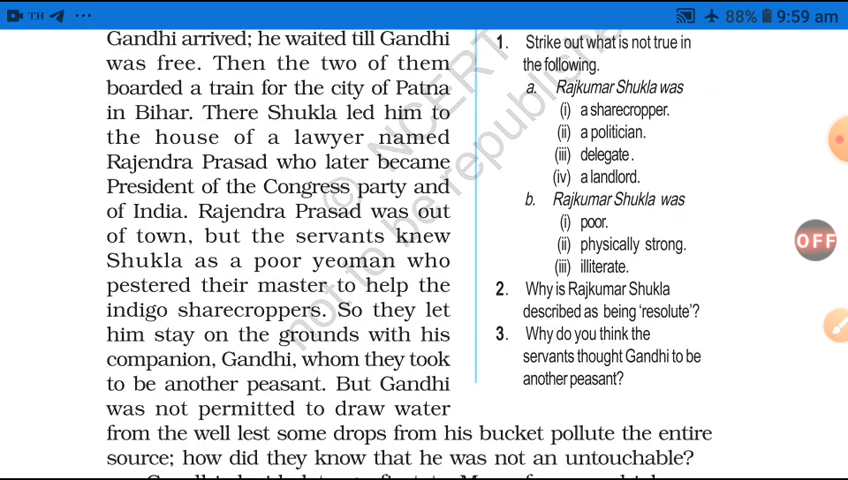 TH ... 88% 9:59 am
Gandhi arrived; he waited till Gandhi
was free. Then the two of them
boarded a train for the city of Patna
in Bihar. There Shukla led him to
the house of a lawyer named
Rajendra Prasad who later became
President of the Congress party and
of India. Rajendra Prasad was out
of town, but the servants knew
Shukla as a poor yeoman who
pestered their master to help the
indigo sharecroppers. So they let
him stay on the grounds with his
companion, Gandhi, whom they took
to be another peasant. But Gandhi
was not permitted to draw water
from the well lest some drops from his bucket pollute the entire
source; how did they know that he was not an untouchable?
1. Strike out what is not true in
the following.
a. Rajkumar Shukla was
(i) a sharecropper.
(ii) a politician.
(iii) delegate.
(iv) a landlord.
b. Rajkumar Shukla was
(i) poor.
(ii) physically strong.
(iii) illiterate.
2. Why is Rajkumar Shukla
described as being ‘resolute’?
3. Why do you think the
servants thought Gandhi to be
another peasant?
© NCERT
not to be republished
OFF